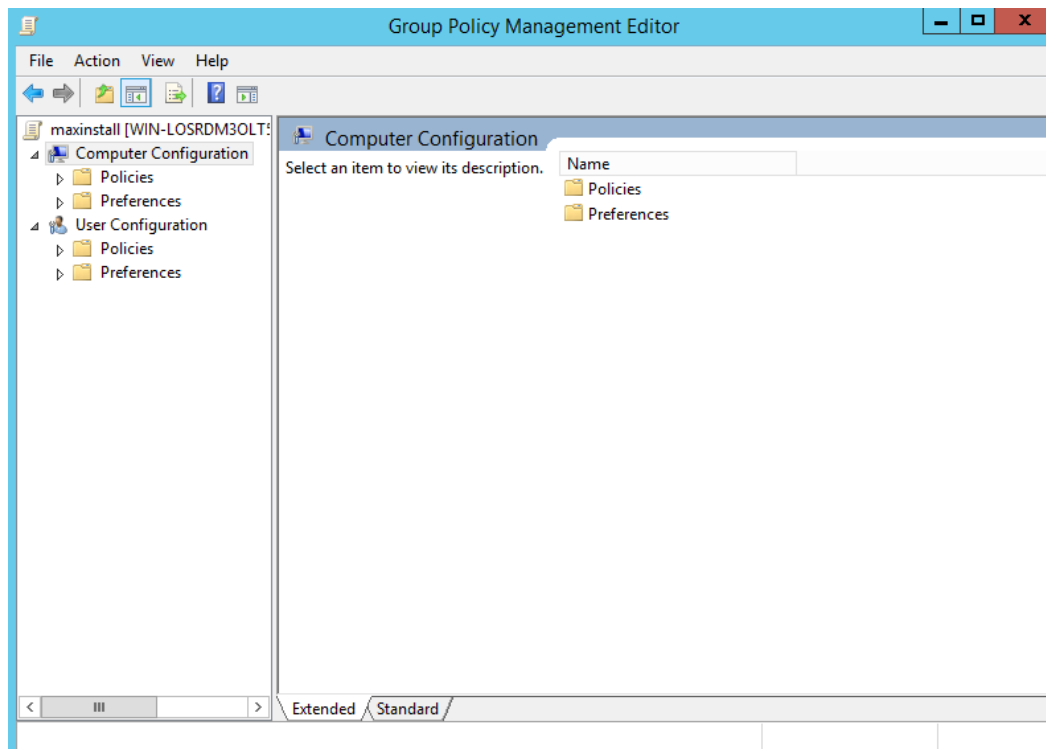 Group Policy Management Editor
File Action View Help
maxinstall [WIN-LOSRDM3OLT5
Computer Configuration
Policies
Preferences
User Configuration
Policies
Preferences
Computer Configuration
Select an item to view its description.
Name
Policies
Preferences
Extended Standard